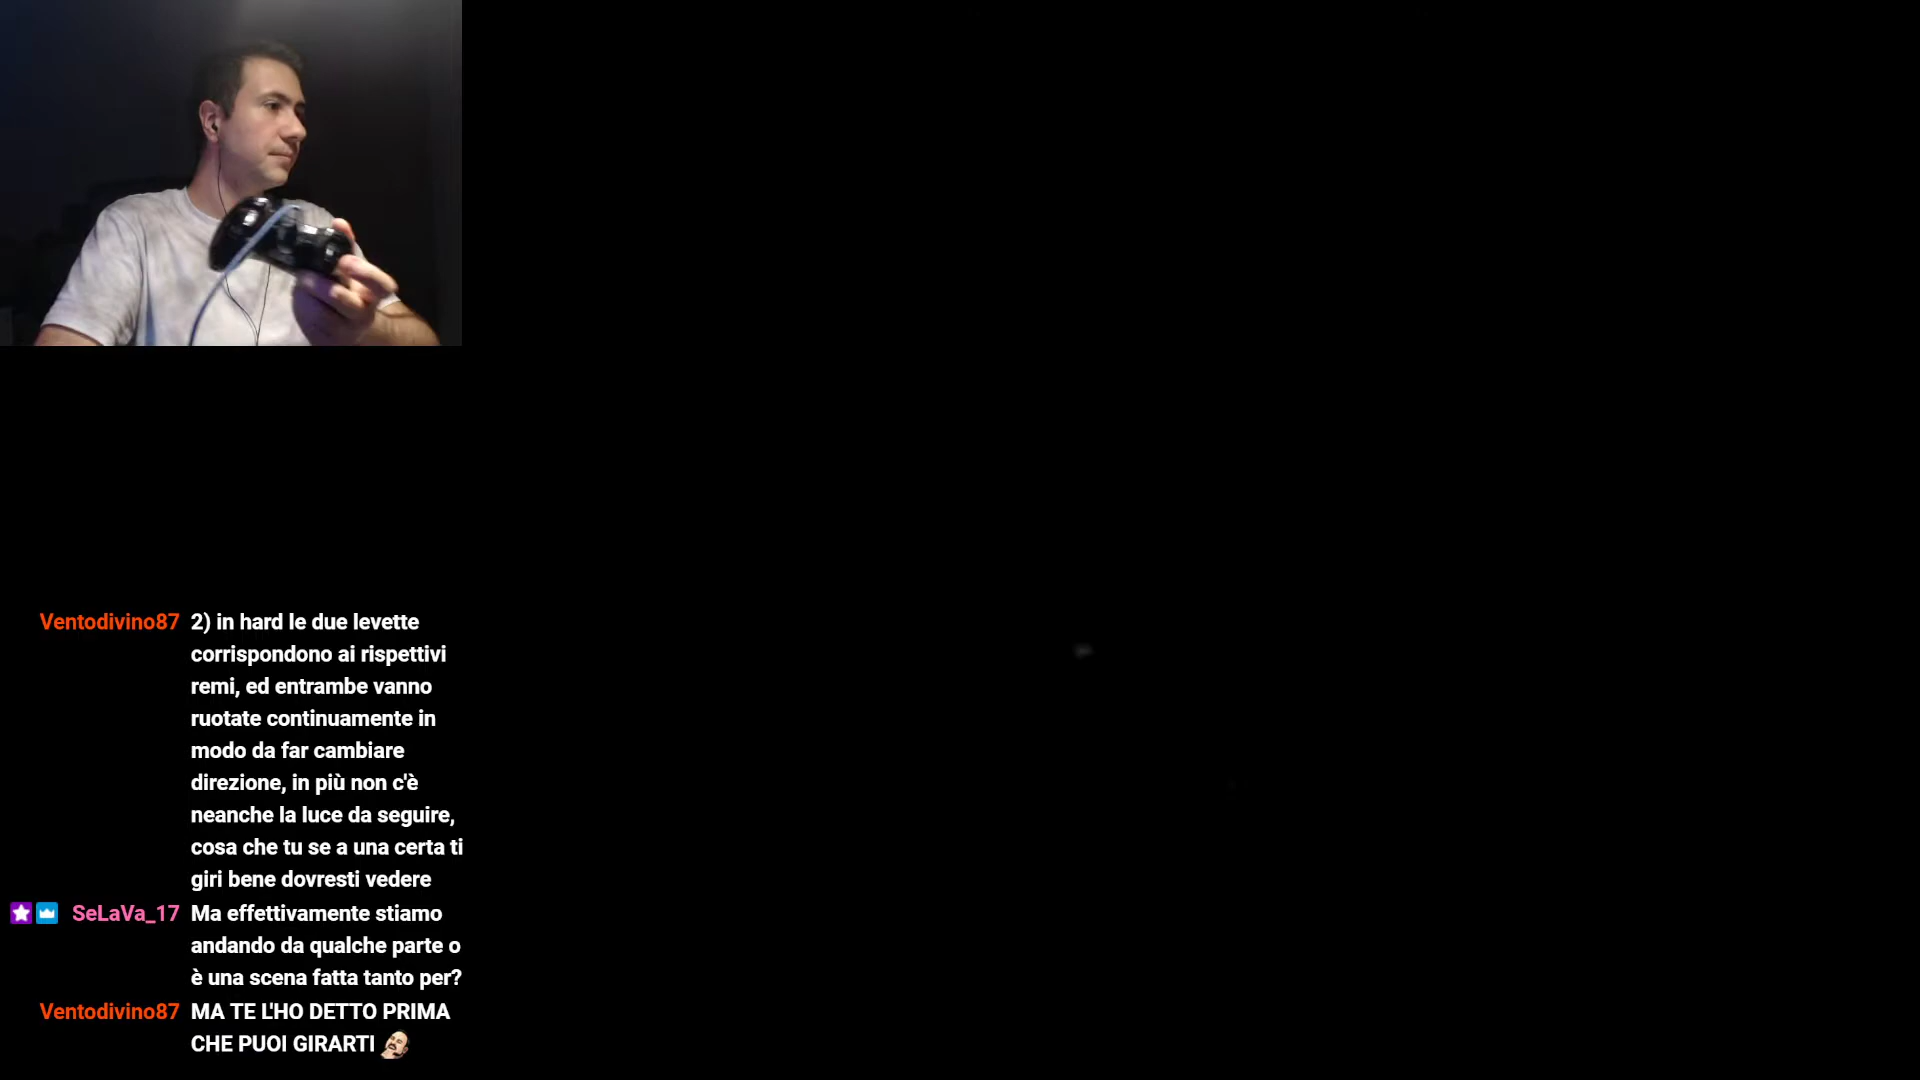 Ventodivino87 2) in hard le due levette
corrispondono ai rispettivi
remi, ed entrambe vanno
ruotate continuamente in
modo da far cambiare
direzione, in più non c'è
neanche la luce da seguire,
cosa che tu se a una certa ti
giri bene dovresti vedere
SeLaVa_17 Ma effettivamente stiamo
andando da qualche parte o
è una scena fatta tanto per?
Ventodivino87 MA TE L'HO DETTO PRIMA
CHE PUOI GIRARTI